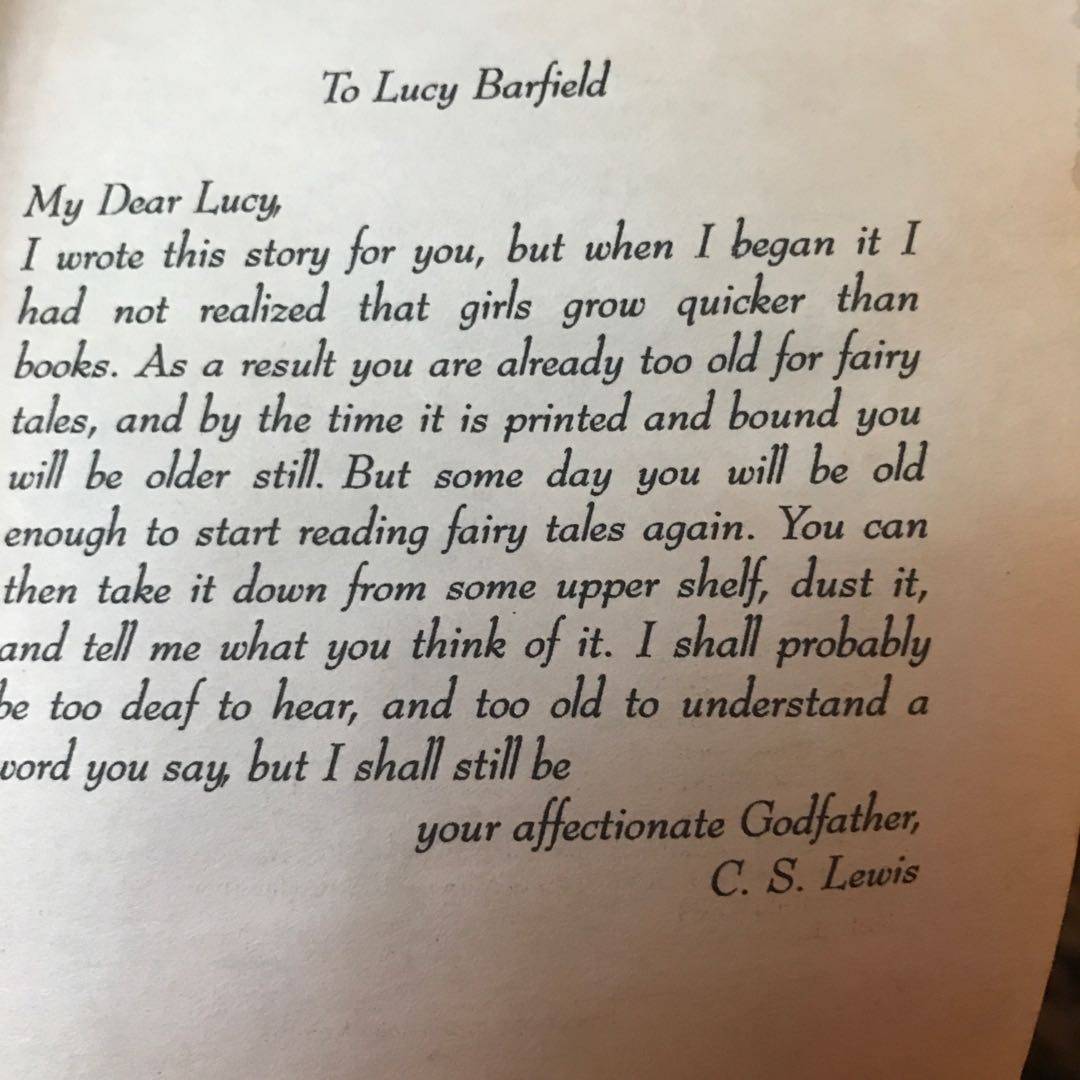 To Lucy Barfield
My Dear Lucy,
I wrote this story for you, but when I began it I
had not realized that girls grow quicker than
books. As a result you are already too old for fairy
tales, and by the time it is printed and bound you
will be older still. But some day you will be old
enough to start reading fairy tales again. You can
then take it down from some upper shelf, dust it,
and tell me what you think of it. I shall probably
be too deaf to hear, and too old to understand a
word you say, but I shall still be
your affectionate Godfather,
C. S. Lewis